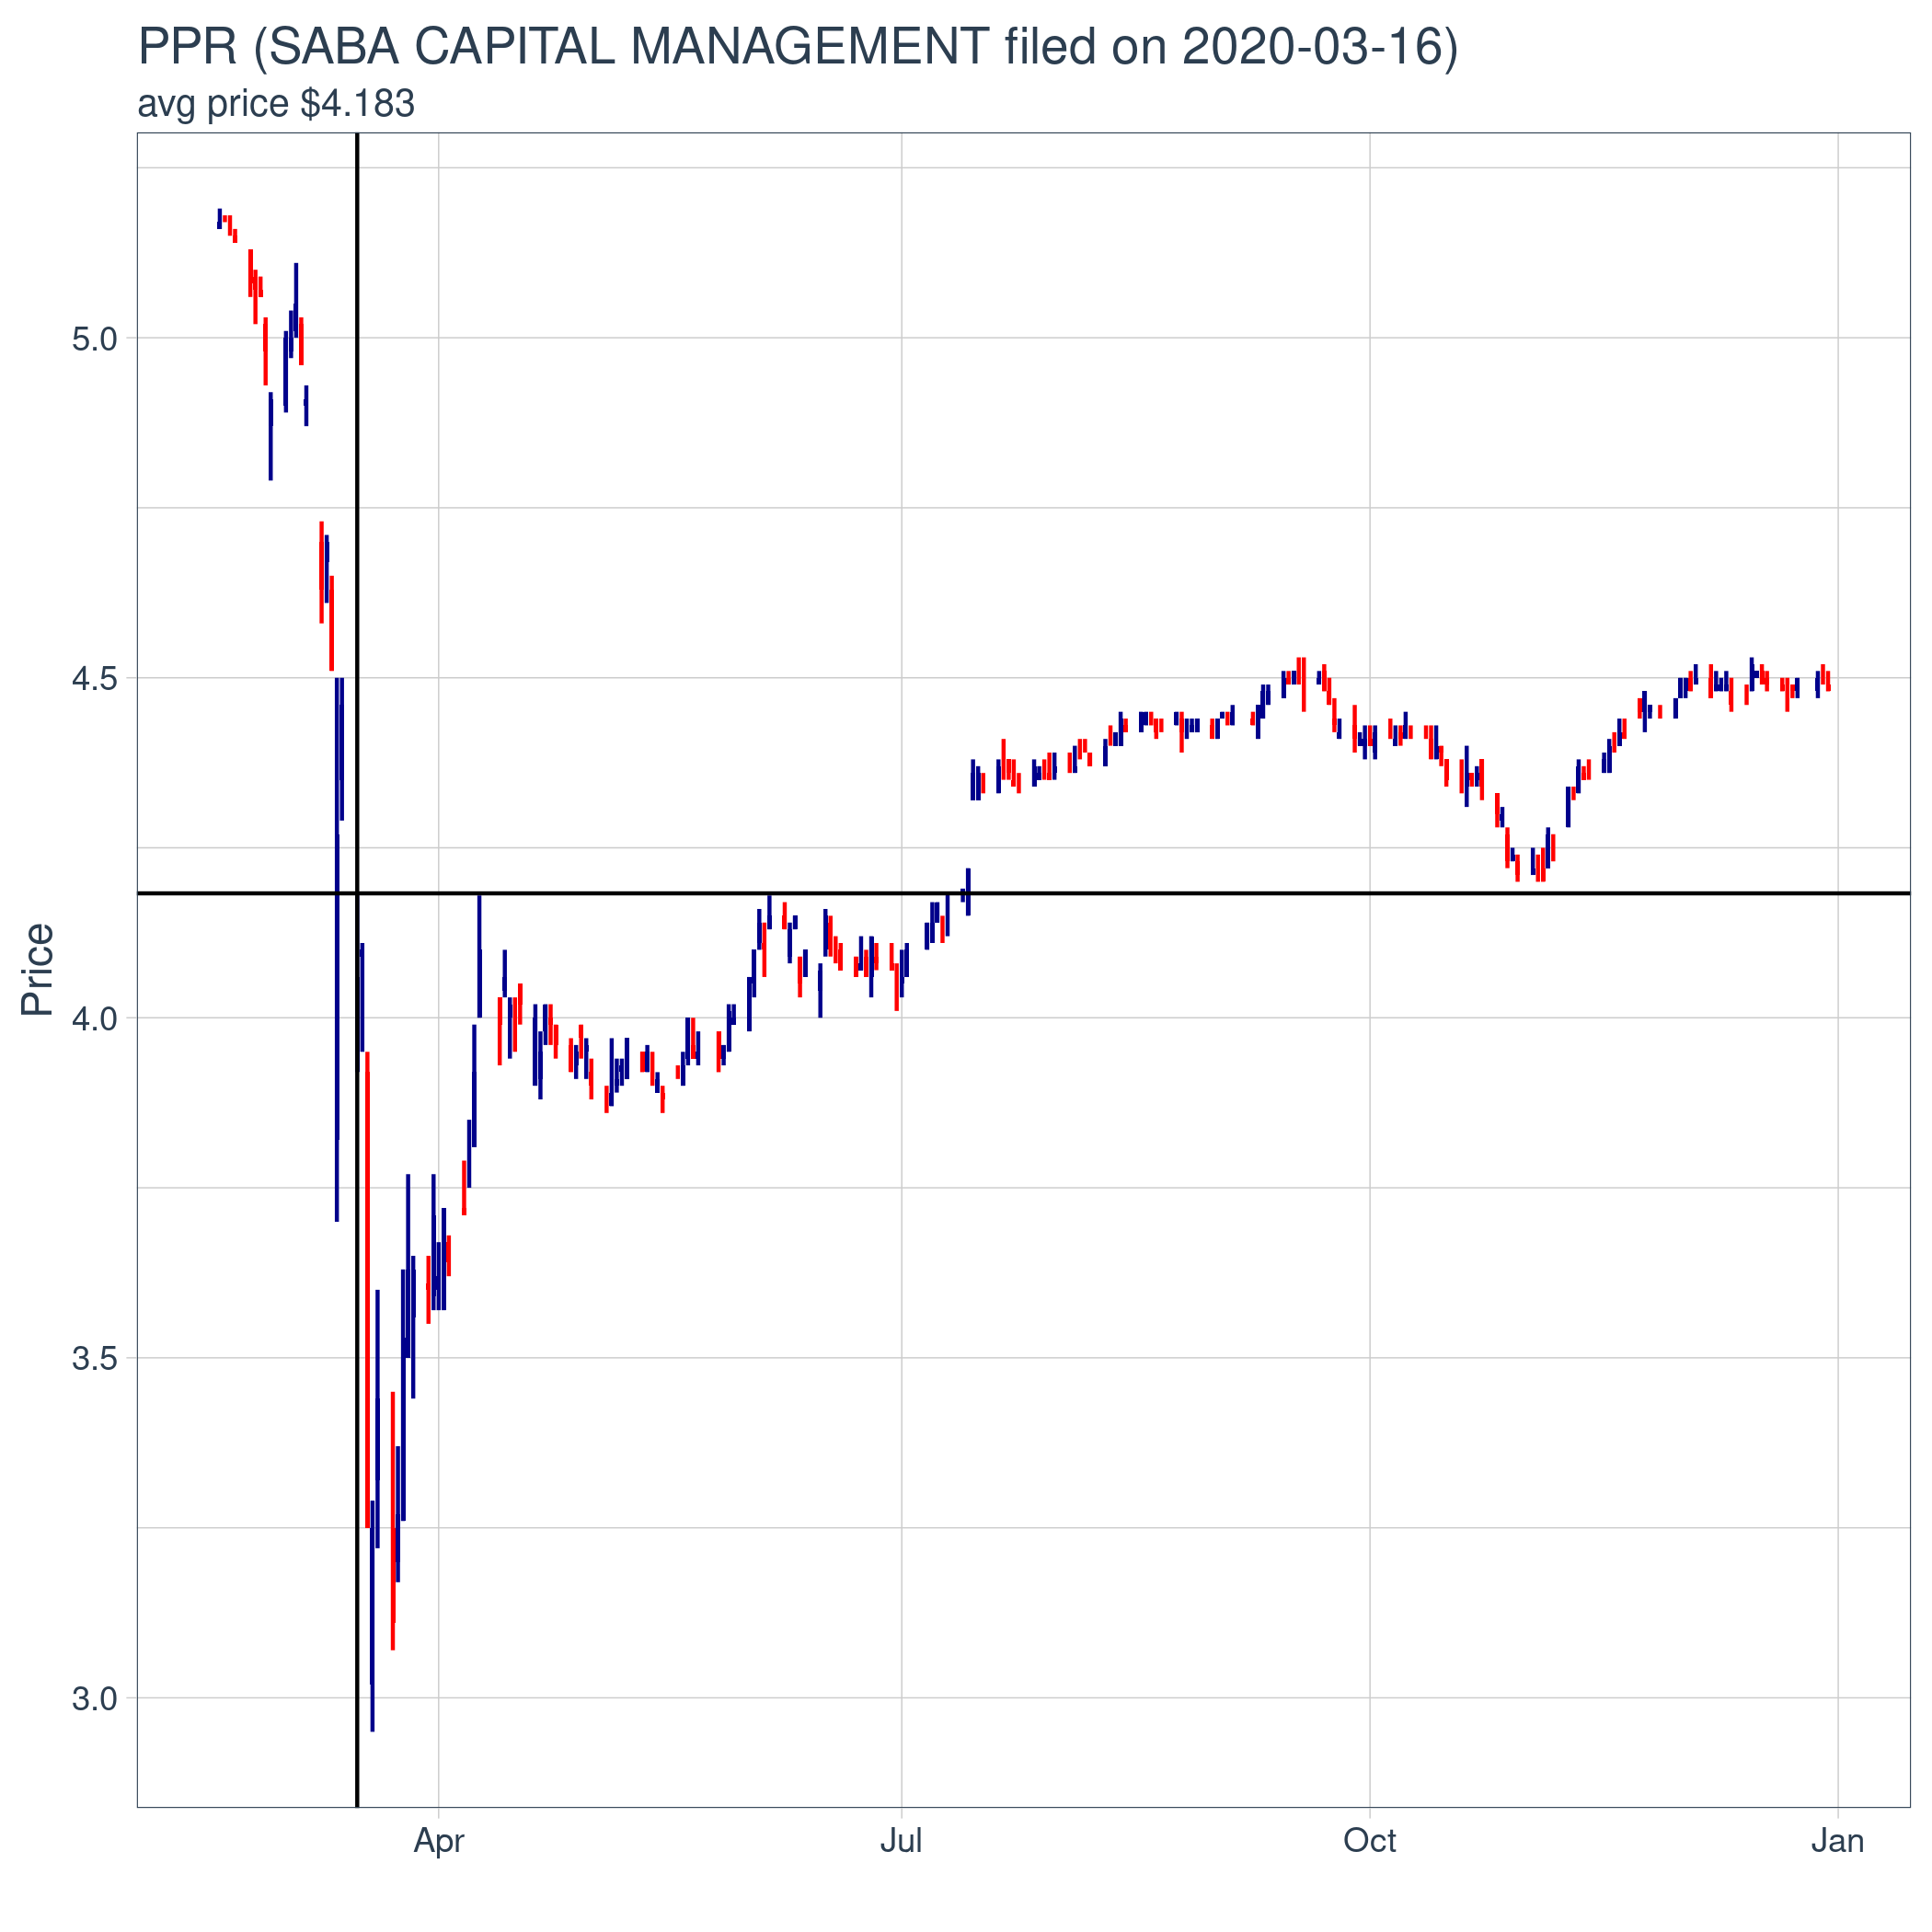 PPR (SABA CAPITAL MANAGEMENT filed on 2020-03-16)
avg price $4.183
5.0
4.5
4.0
3.5
3.0
Price
Apr
Jul
Oct
Jan